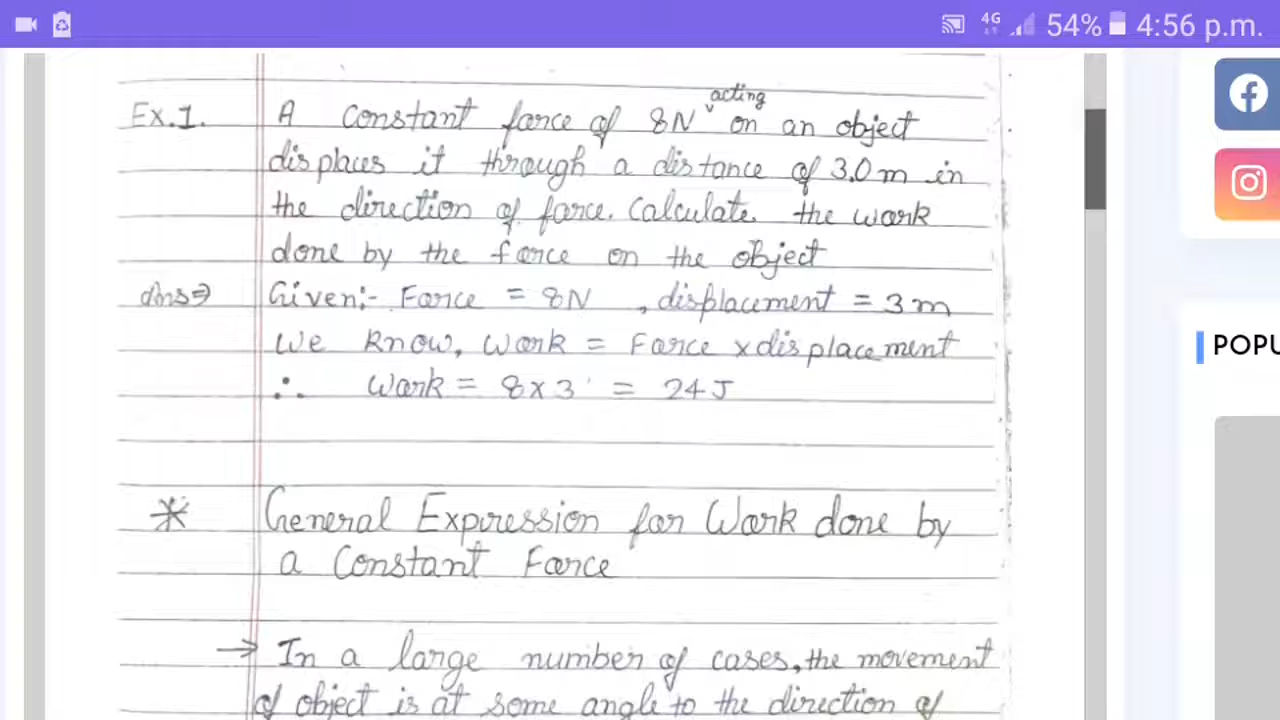 4G 54% 4:56 p.m.
acting
Ex.1. A Constant force of 8N on an object
displaces it through a distance of 3.0 m in
the direction of force. Calculate the work
done by the force on the object
Ans⇒ Given:- Force = 8N , displacement = 3 m
We know, Work = Force × displacement
∴ Work = 8 × 3 = 24 J
POPU
* General Expression for Work done by
a Constant Force
→ In a large number of cases, the movement
of object is at some angle to the direction of